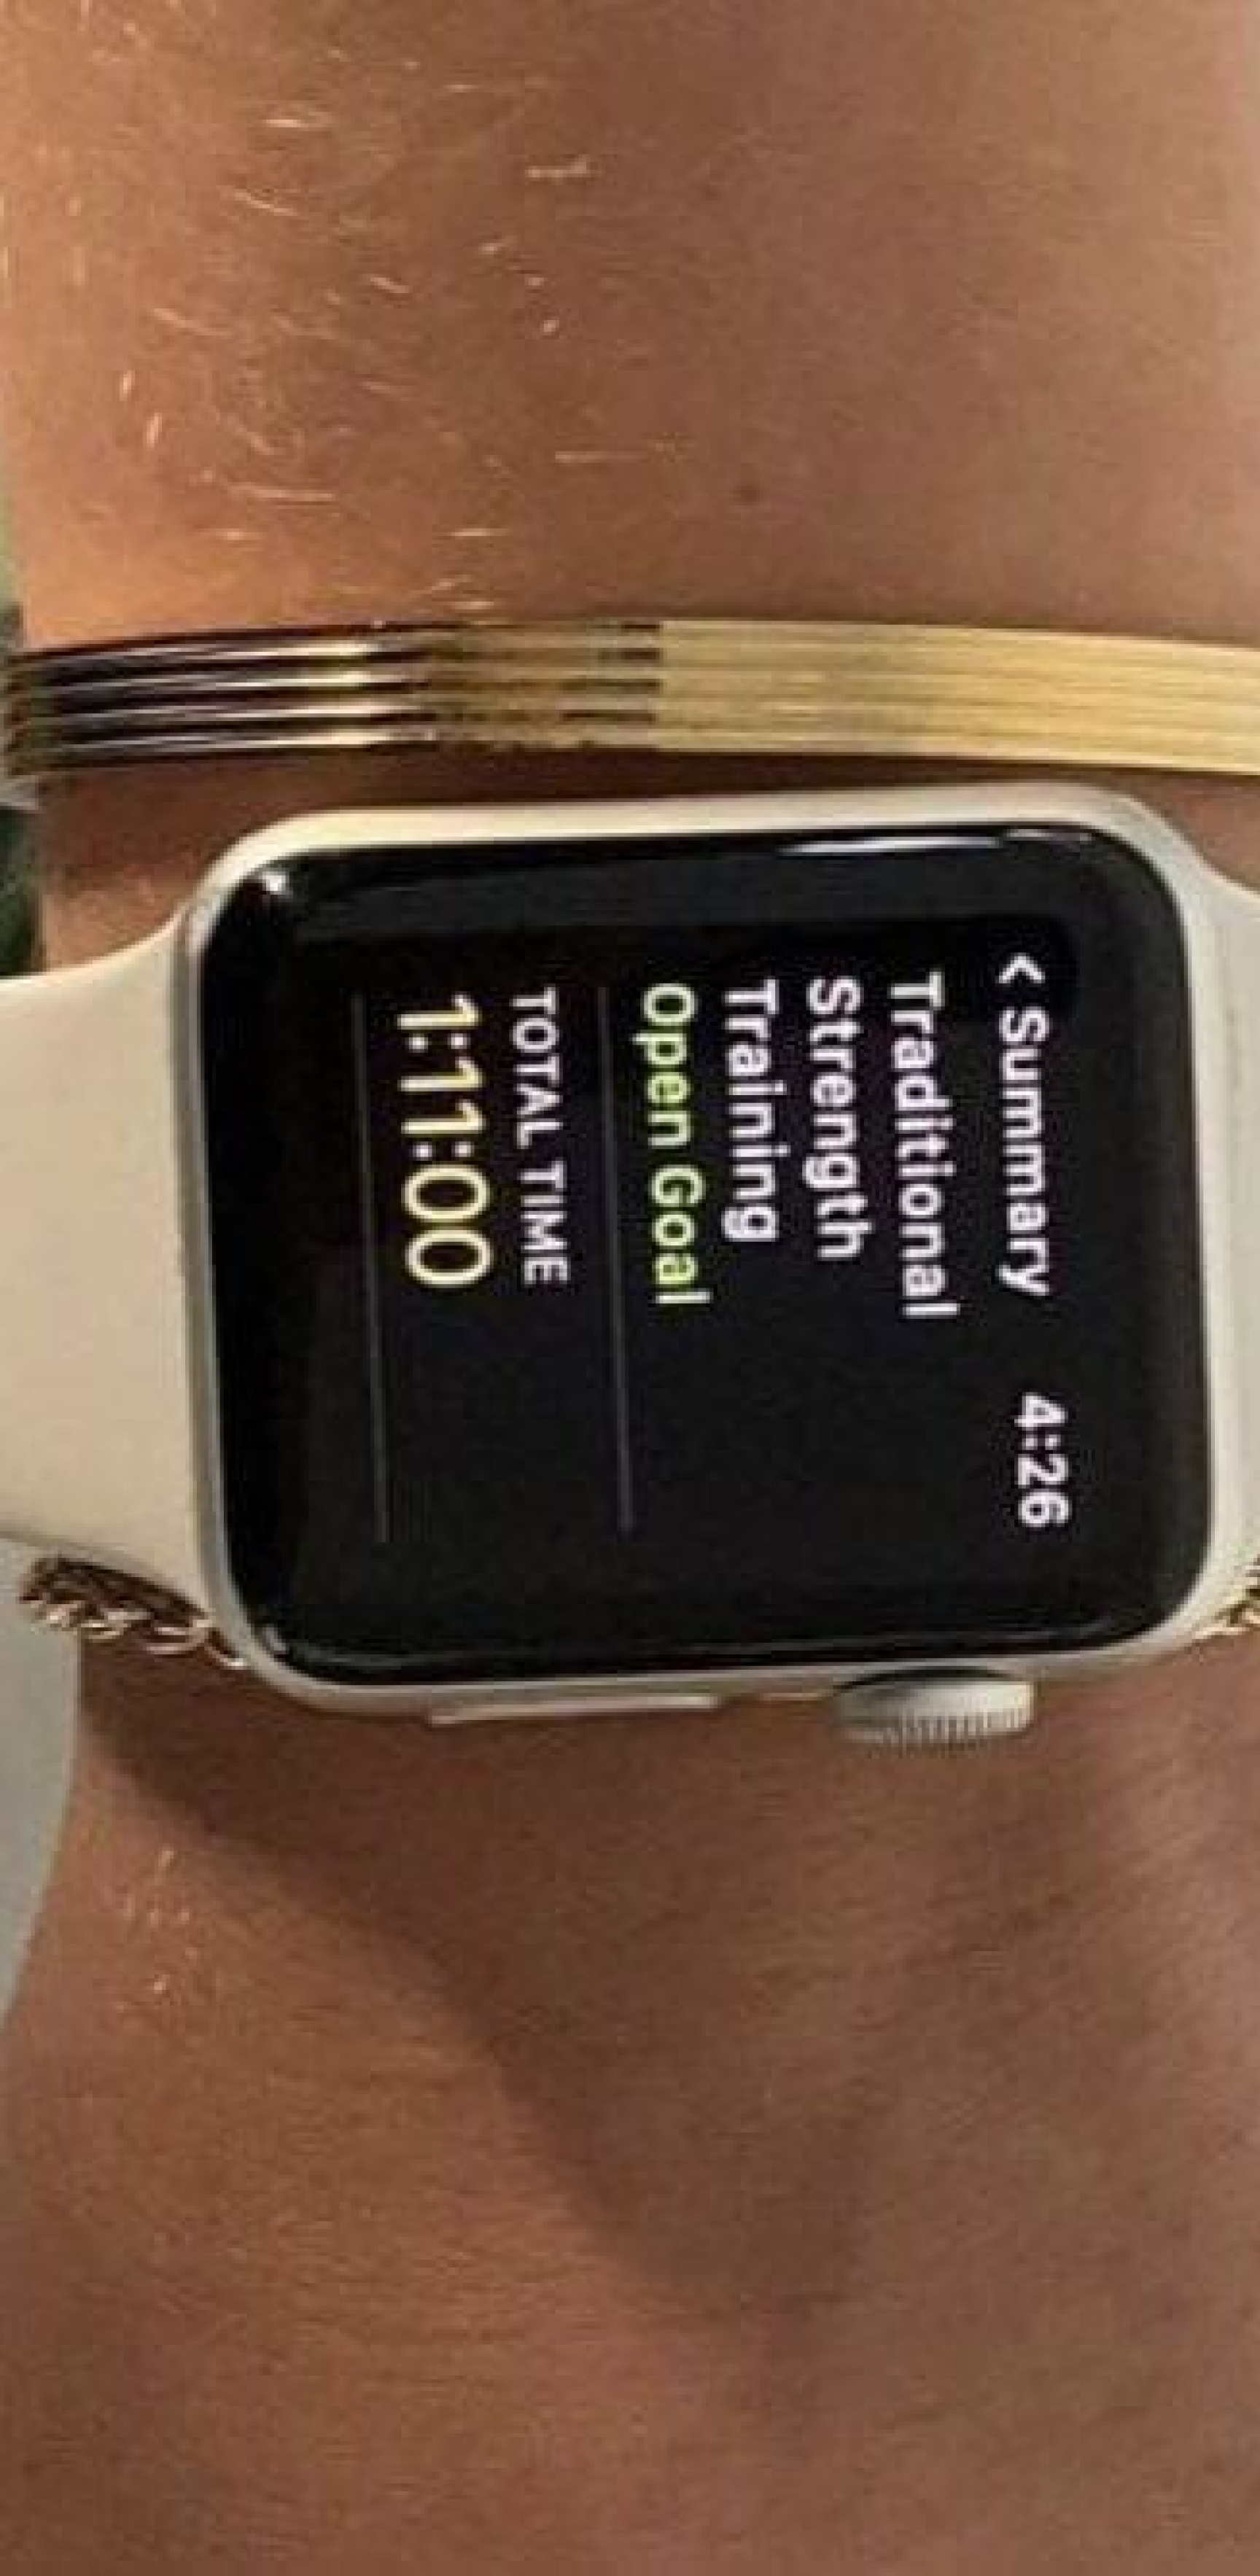 < Summary 4:26
Traditional
Strength
Training
Open Goal
TOTAL TIME
1:11:00